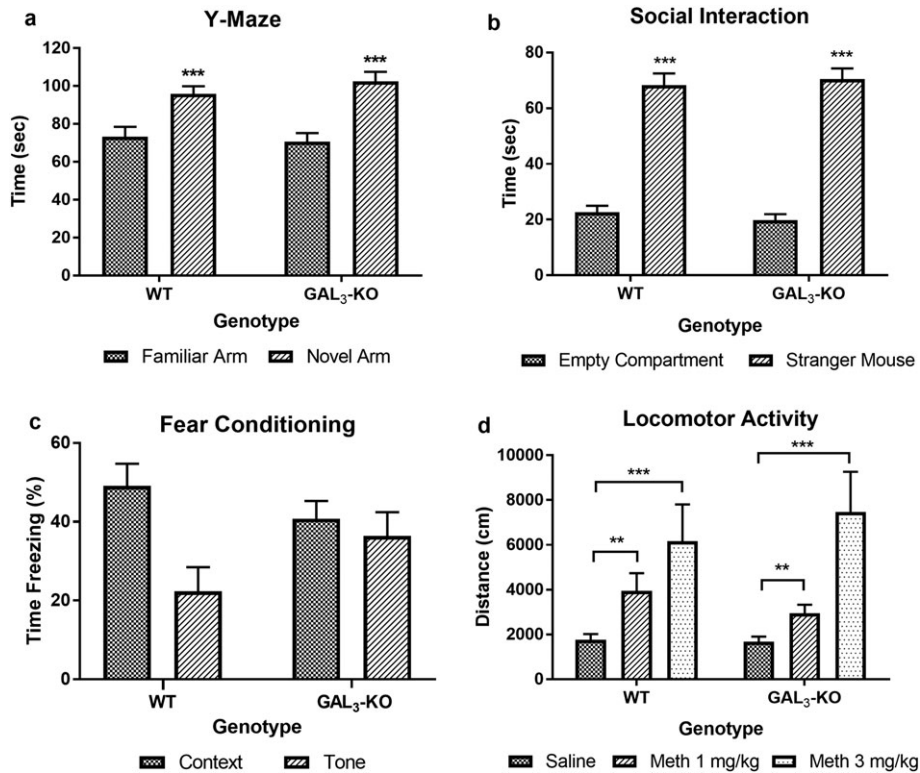 a
Y-Maze
Time (sec)
120
100
80
60
40
20
0
***
***
WT
GAL₃-KO
Genotype
Familiar Arm
Novel Arm
b
Social Interaction
Time (sec)
80
60
40
20
0
***
***
WT
GAL₃-KO
Genotype
Empty Compartment
Stranger Mouse
c
Fear Conditioning
Time Freezing (%)
60
40
20
0
WT
GAL₃-KO
Genotype
Context
Tone
d
Locomotor Activity
Distance (cm)
10000
8000
6000
4000
2000
0
***
**
***
**
WT
GAL₃-KO
Genotype
Saline
Meth 1 mg/kg
Meth 3 mg/kg